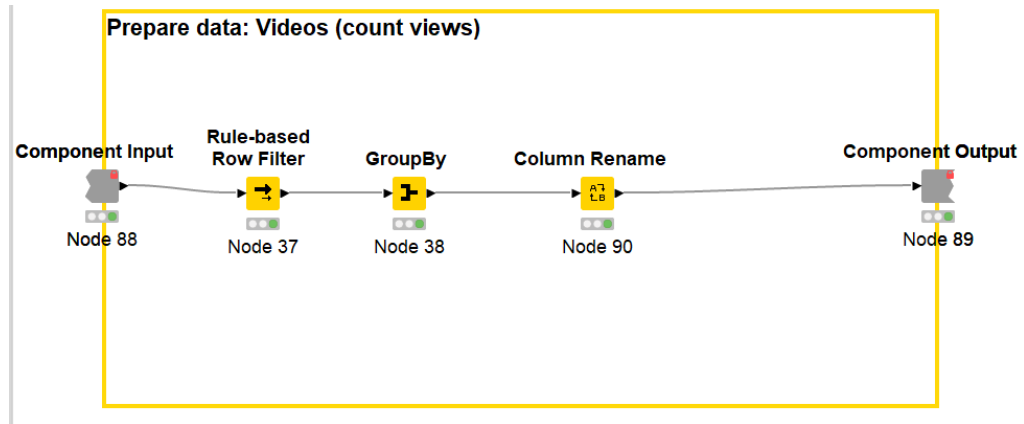 Prepare data: Videos (count views)
Component Input
Rule-based
Row Filter
GroupBy
Column Rename
Component Output
Node 88
Node 37
Node 38
Node 90
Node 89